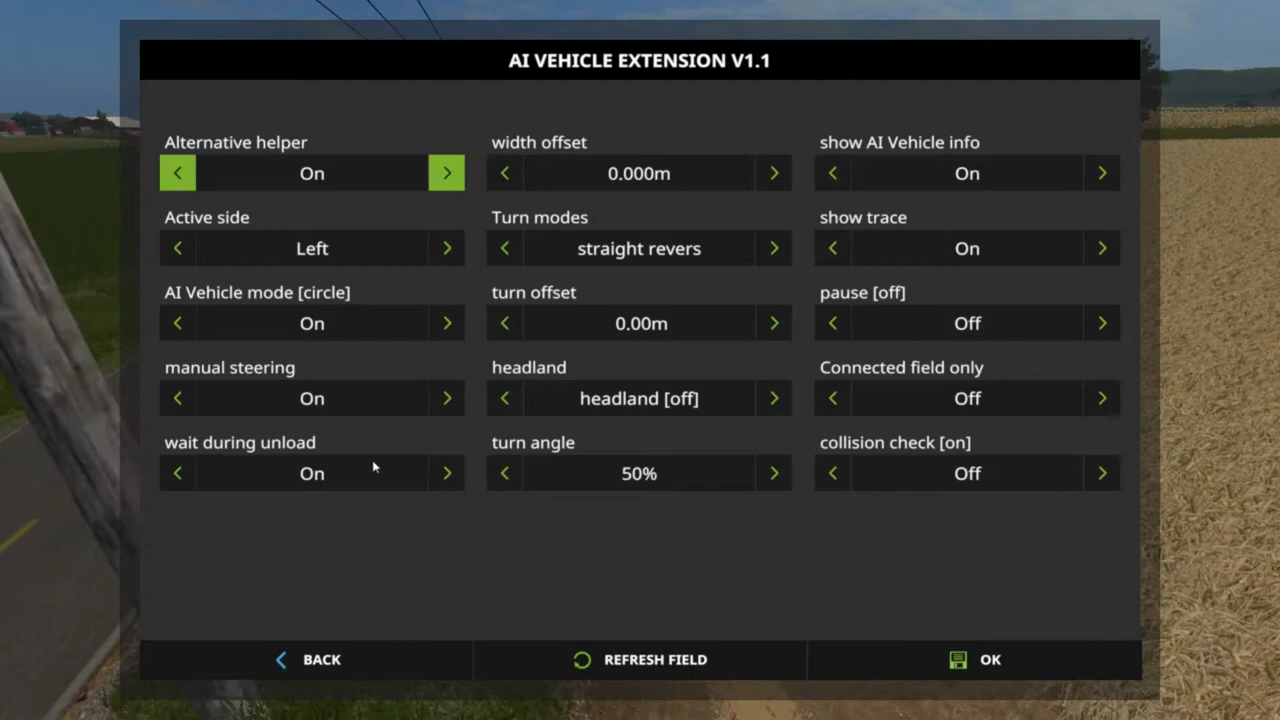 AI VEHICLE EXTENSION V1.1
Alternative helper
On
Active side
Left
AI Vehicle mode [circle]
On
manual steering
On
wait during unload
On
width offset
0.000m
Turn modes
straight revers
turn offset
0.00m
headland
headland [off]
turn angle
50%
show AI Vehicle info
On
show trace
On
pause [off]
Off
Connected field only
Off
collision check [on]
Off
BACK
REFRESH FIELD
OK